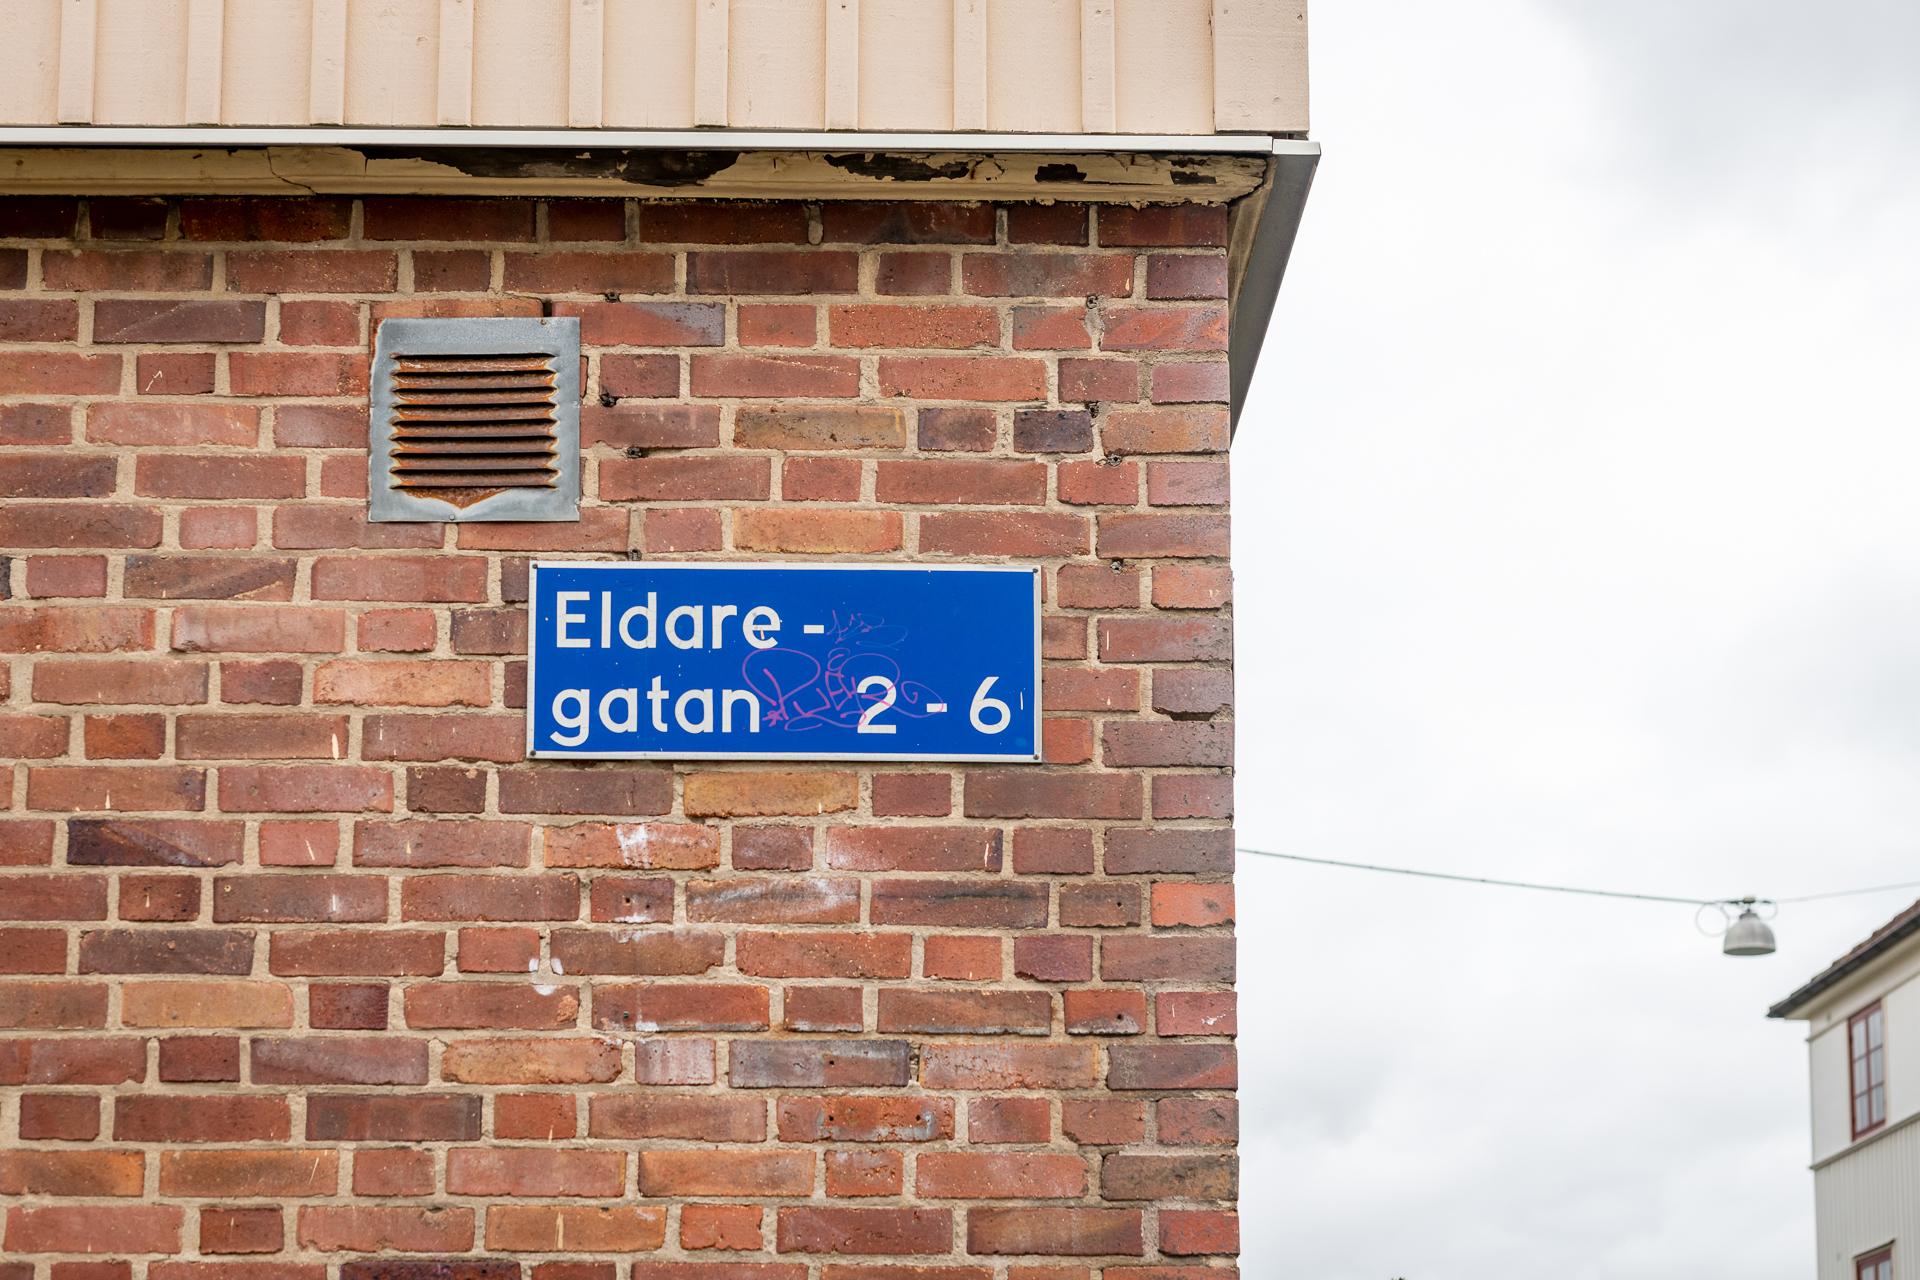 Eldare-
gatan 2-6